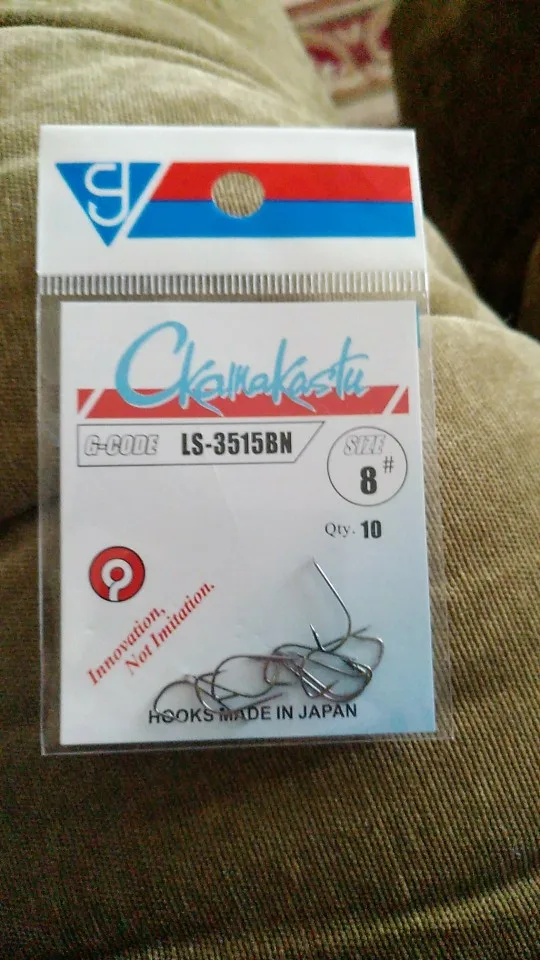 Ckamakastu
G-CODE LS-3515BN
SIZE
8#
Qty. 10
Innovation,
Not Imitation.
HOOKS MADE IN JAPAN